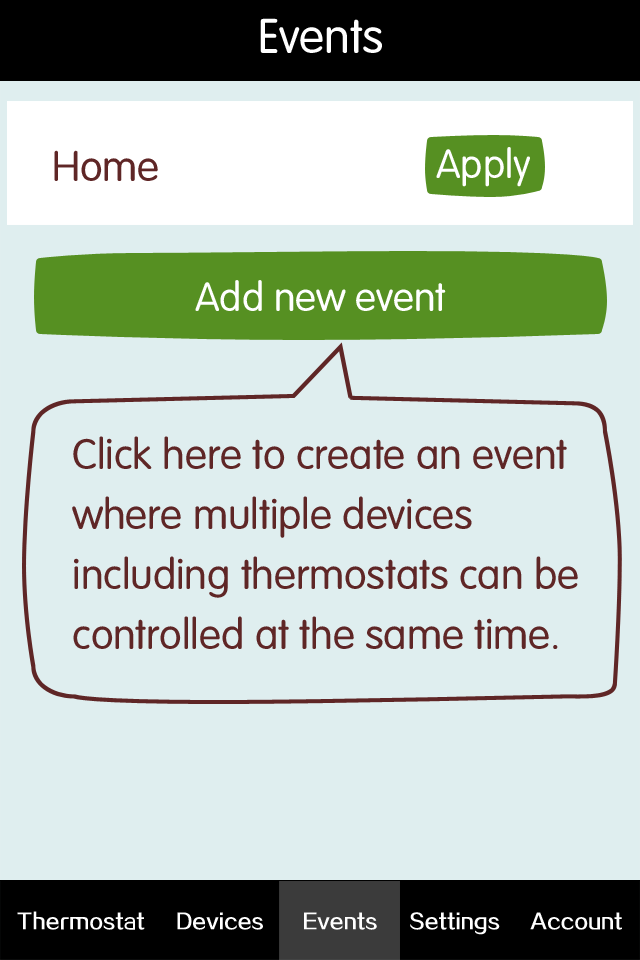 Events
Home
Apply
Add new event
Click here to create an event
where multiple devices
including thermostats can be
controlled at the same time.
Thermostat
Devices
Events
Settings
Account